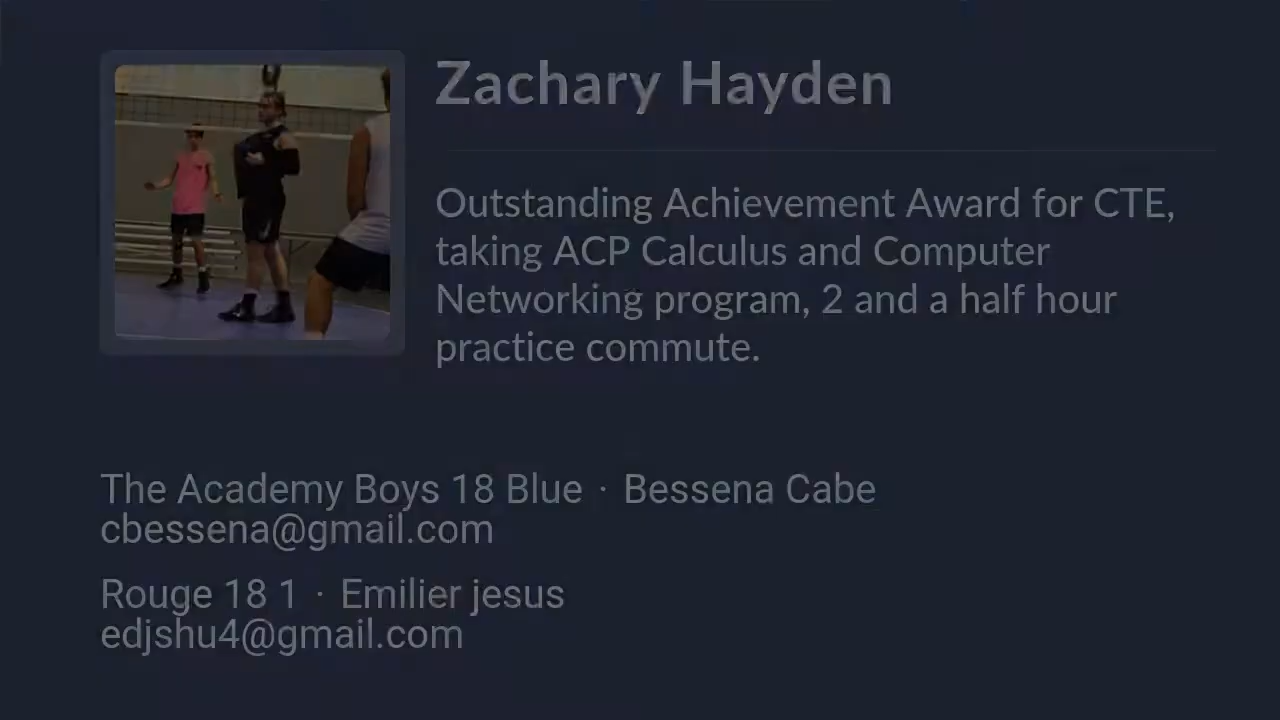 Zachary Hayden
Outstanding Achievement Award for CTE,
taking ACP Calculus and Computer
Networking program, 2 and a half hour
practice commute.
The Academy Boys 18 Blue · Bessena Cabe
cbessena@gmail.com
Rouge 18 1 · Emilier jesus
edjshu4@gmail.com